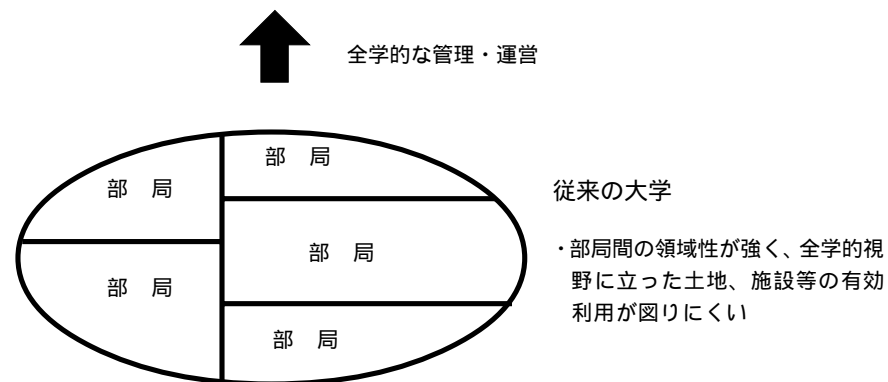 全学的な管理・運営
部　局
部　局
部　局
部　局
部　局
従来の大学
・部局間の領域性が強く、全学的視
野に立った土地、施設等の有効
利用が図りにくい